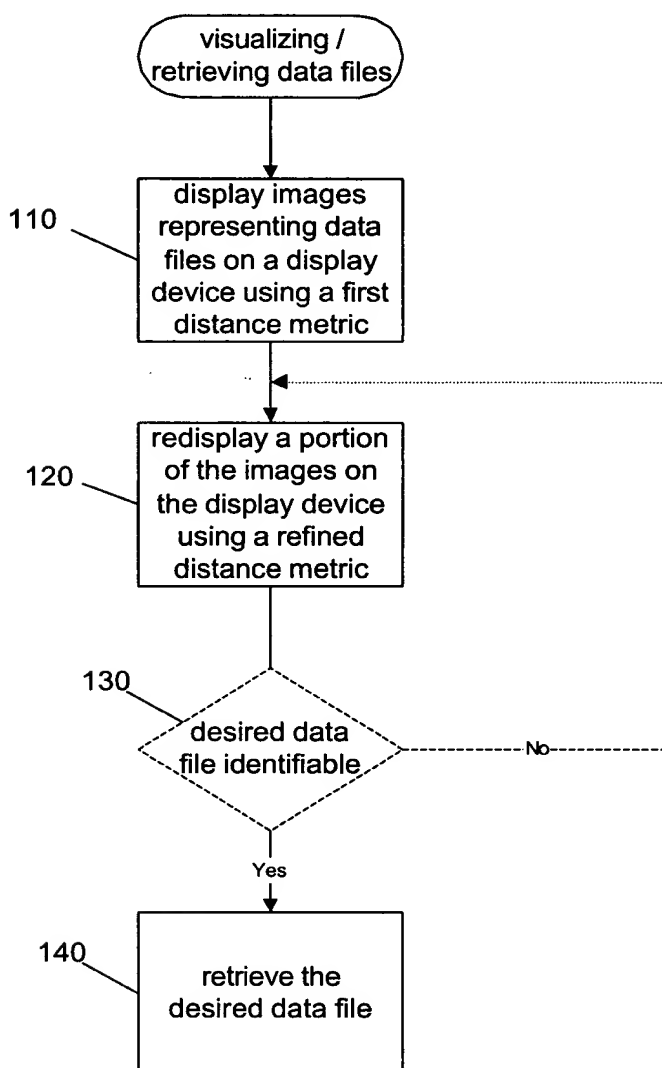 visualizing /
retrieving data files
110
display images
representing data
files on a display
device using a first
distance metric
120
redisplay a portion
of the images on
the display device
using a refined
distance metric
130
desired data
file identifiable
No
Yes
140
retrieve the
desired data file